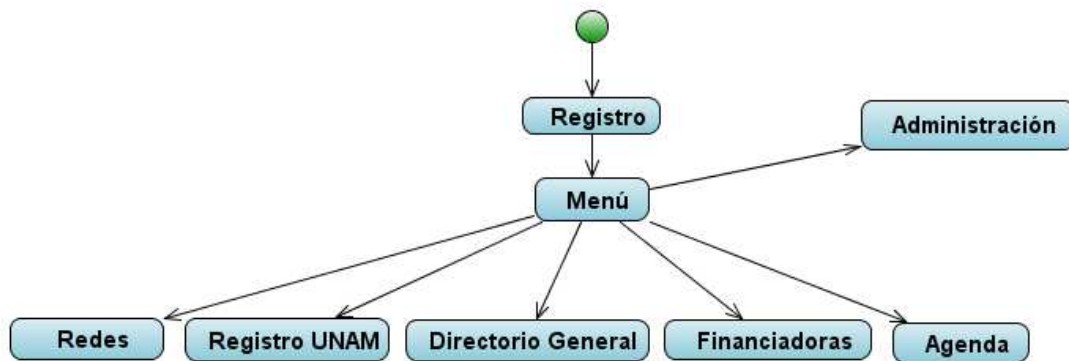 Registro
Administración
Menú
Redes
Registro UNAM
Directorio General
Financiadoras
Agenda